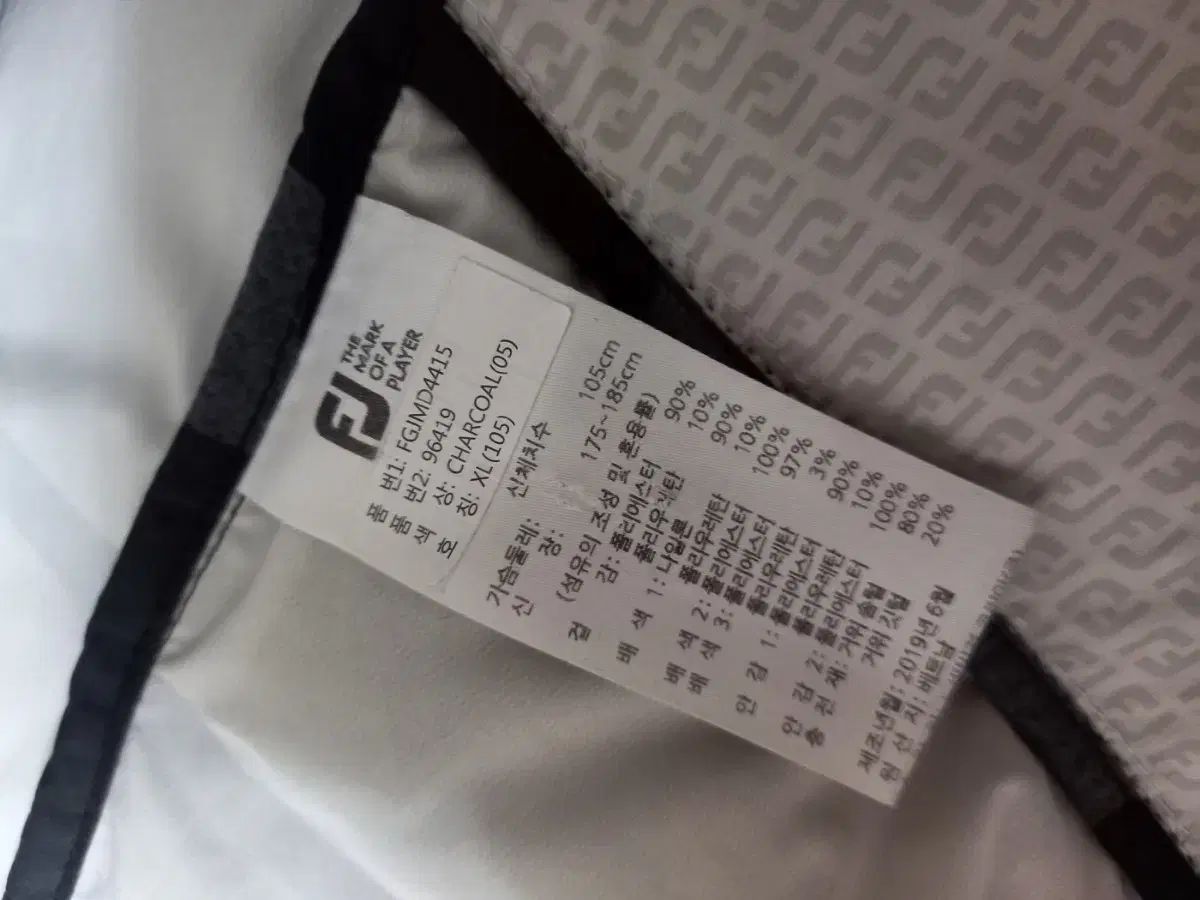 FJ THE
MARK
OF A
PLAYER
품 번1: FGJMD4415
품 번2: 96419
색 상: CHARCOAL(05)
호 칭: XL(105)
신체치수
가슴둘레: 105cm
신 장: 175~185cm
(섬유의 조성 및 혼용률)
겉 감: 폴리에스터 90%
폴리우레탄 10%
배 색 1: 나일론 90%
폴리우레탄 10%
배 색 2: 폴리에스터 100%
배 색 3: 폴리에스터 97%
폴리우레탄 3%
안 감 1: 폴리에스터 90%
폴리우레탄 10%
안 감 2: 폴리에스터 100%
충 전 재: 거위 솜털 80%
거위 깃털 20%
제조년월: 2019년 6월
원 산 지: 베트남